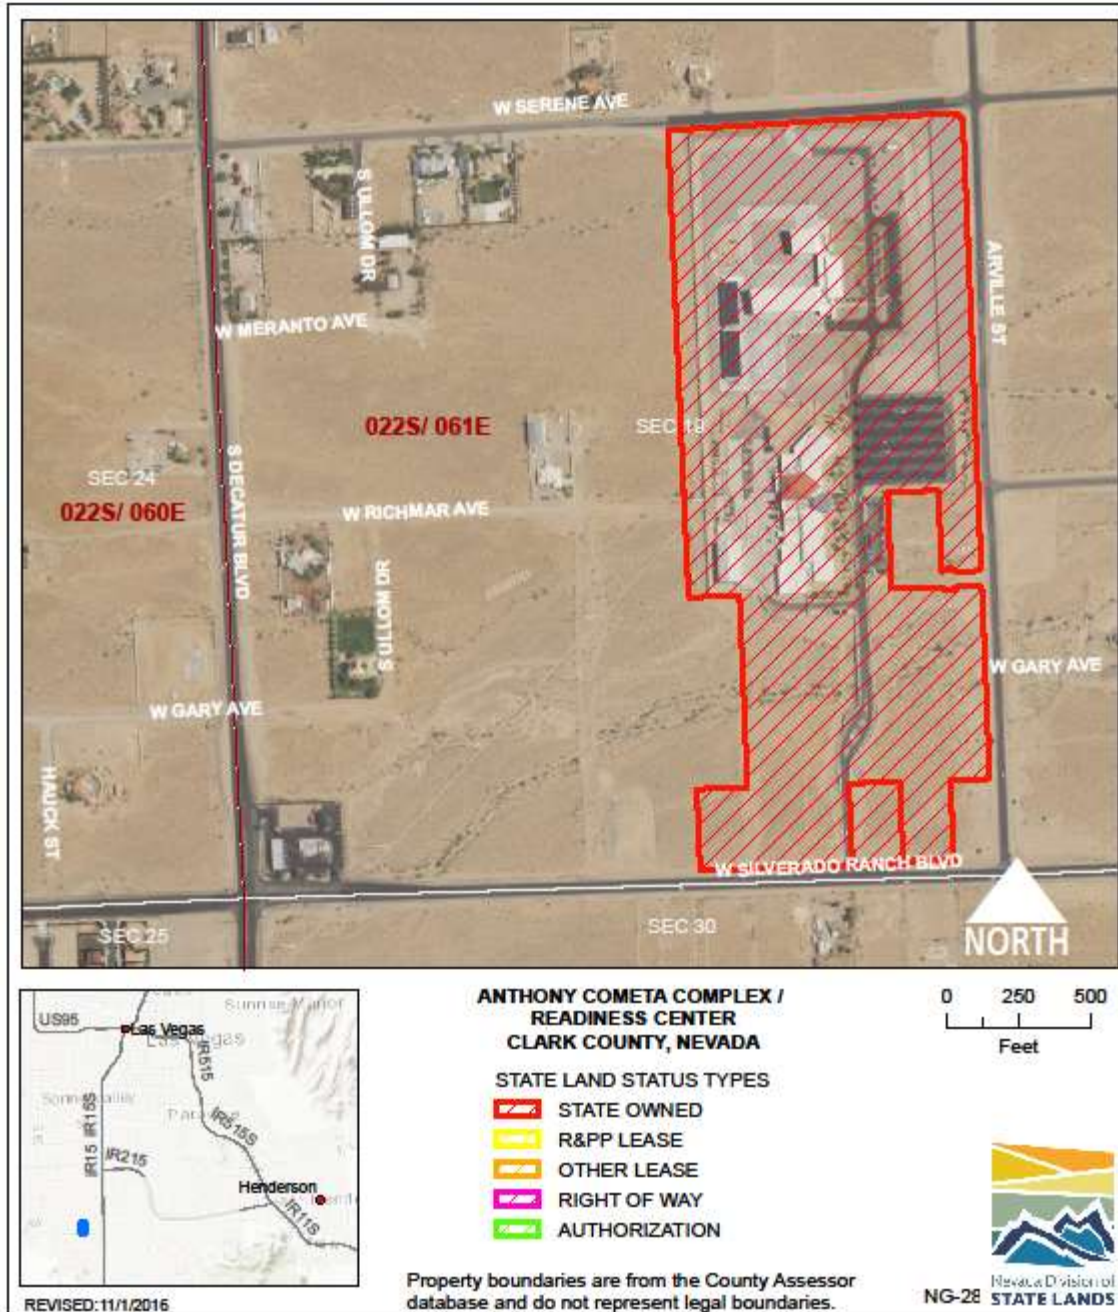 W SERENE AVE
S ULLOM DR
ARVILLE ST
W MERANTO AVE
022S/ 061E
SEC 19
SEC 24
022S/ 060E
S DECATUR BLVD
W RICHMAR AVE
S ULLOM DR
W GARY AVE
W GARY AVE
HAUCK ST
W SILVERADO RANCH BLVD
SEC 25
SEC 30
NORTH
US95
Las Vegas
Las Vegas
Sunrise Manor
IR515
IR15 IR15S
IR515S
IR215
Henderson
IR11S
REVISED:11/1/2016
ANTHONY COMETA COMPLEX /
READINESS CENTER
CLARK COUNTY, NEVADA
STATE LAND STATUS TYPES
STATE OWNED
R&PP LEASE
OTHER LEASE
RIGHT OF WAY
AUTHORIZATION
Property boundaries are from the County Assessor
database and do not represent legal boundaries.
0 250 500
Feet
NG-28
Nevada Division of
STATE LANDS